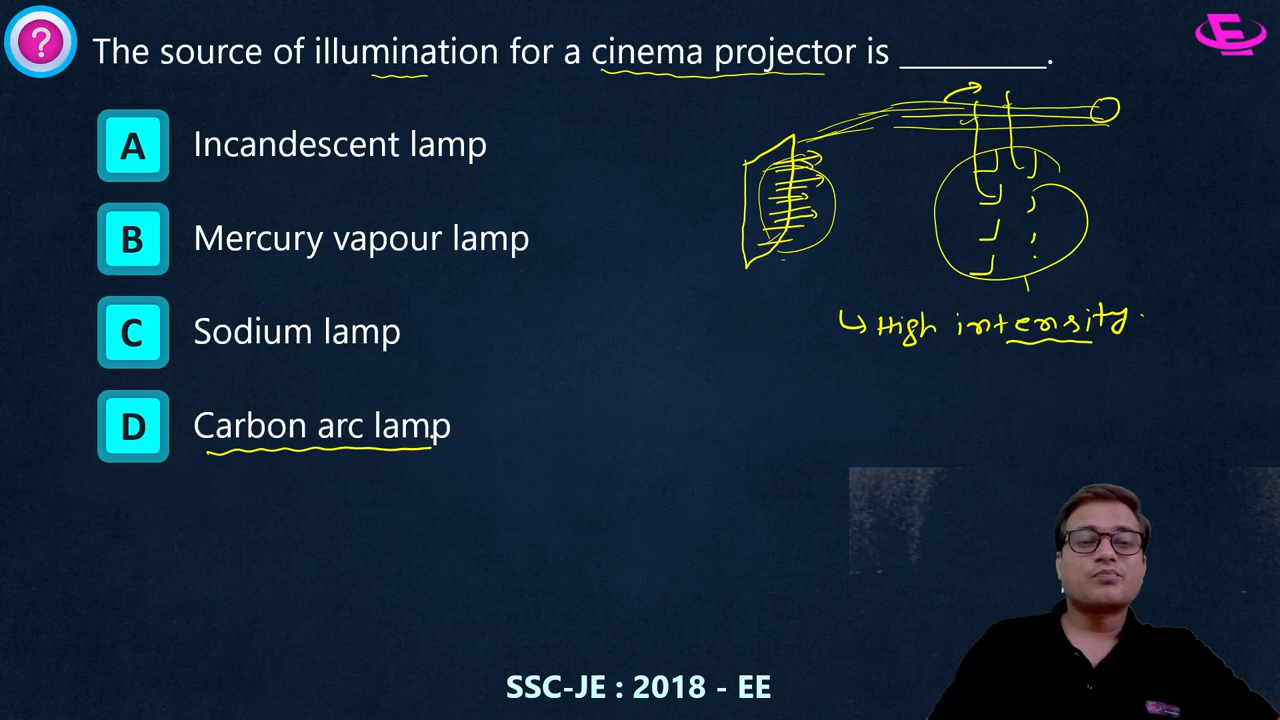 ?
The source of illumination for a cinema projector is _________.
A Incandescent lamp
B Mercury vapour lamp
C Sodium lamp
D Carbon arc lamp
High intensity.
SSC-JE : 2018 - EE